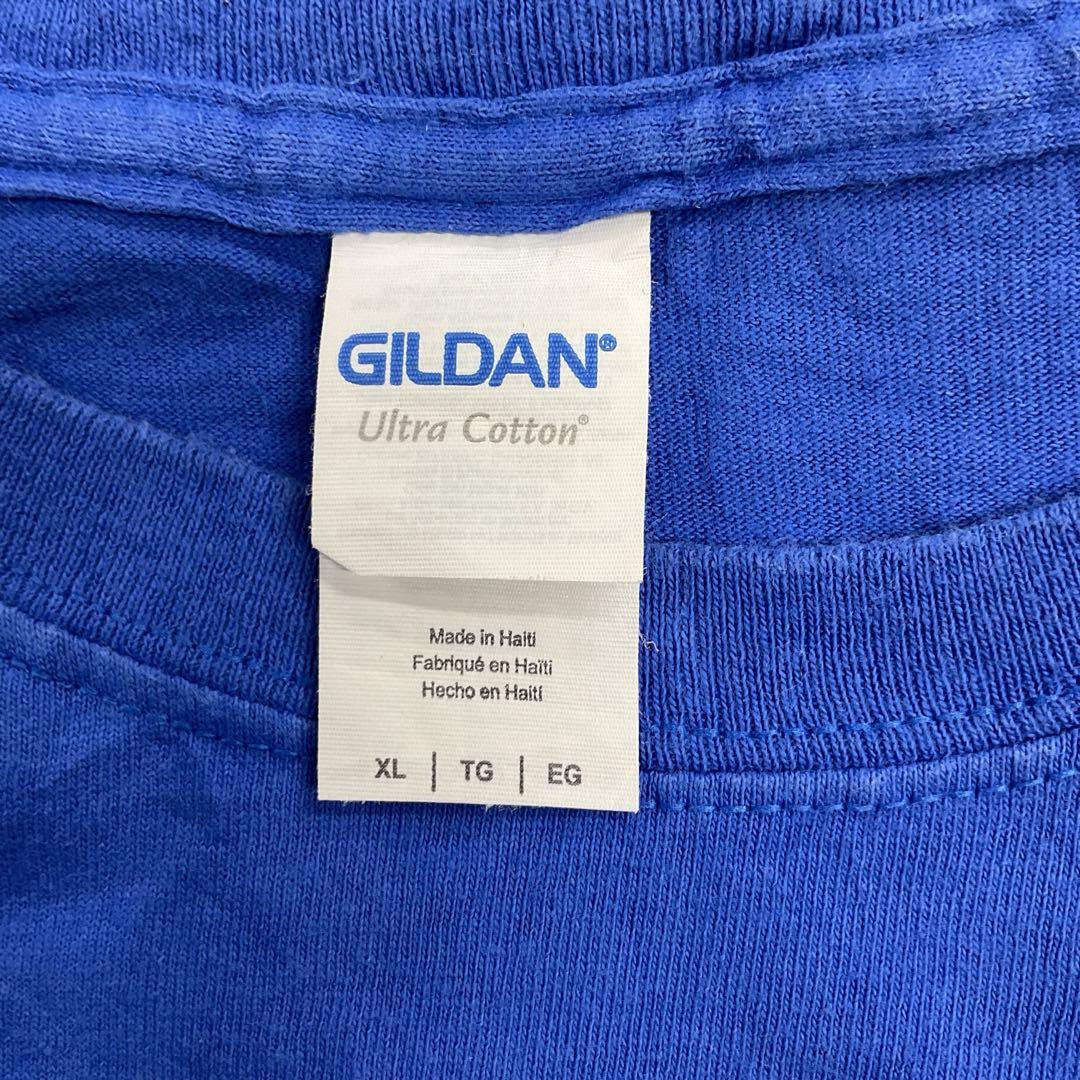 GILDAN®
Ultra Cotton®
Made in Haiti
Fabriqué en Haïti
Hecho en Haití
XL | TG | EG